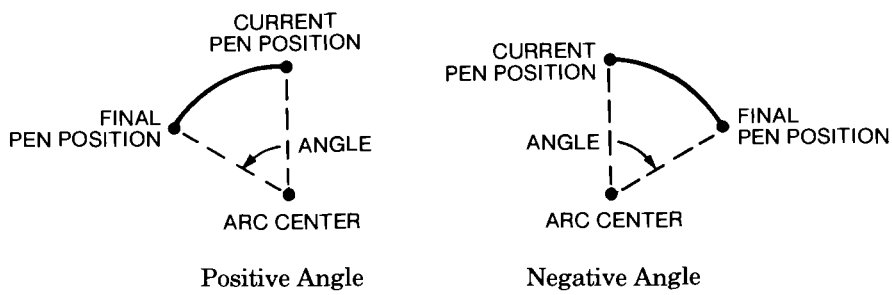 CURRENT
PEN POSITION
FINAL
PEN POSITION
ANGLE
ARC CENTER
Positive Angle
CURRENT
PEN POSITION
ANGLE
FINAL
PEN POSITION
ARC CENTER
Negative Angle